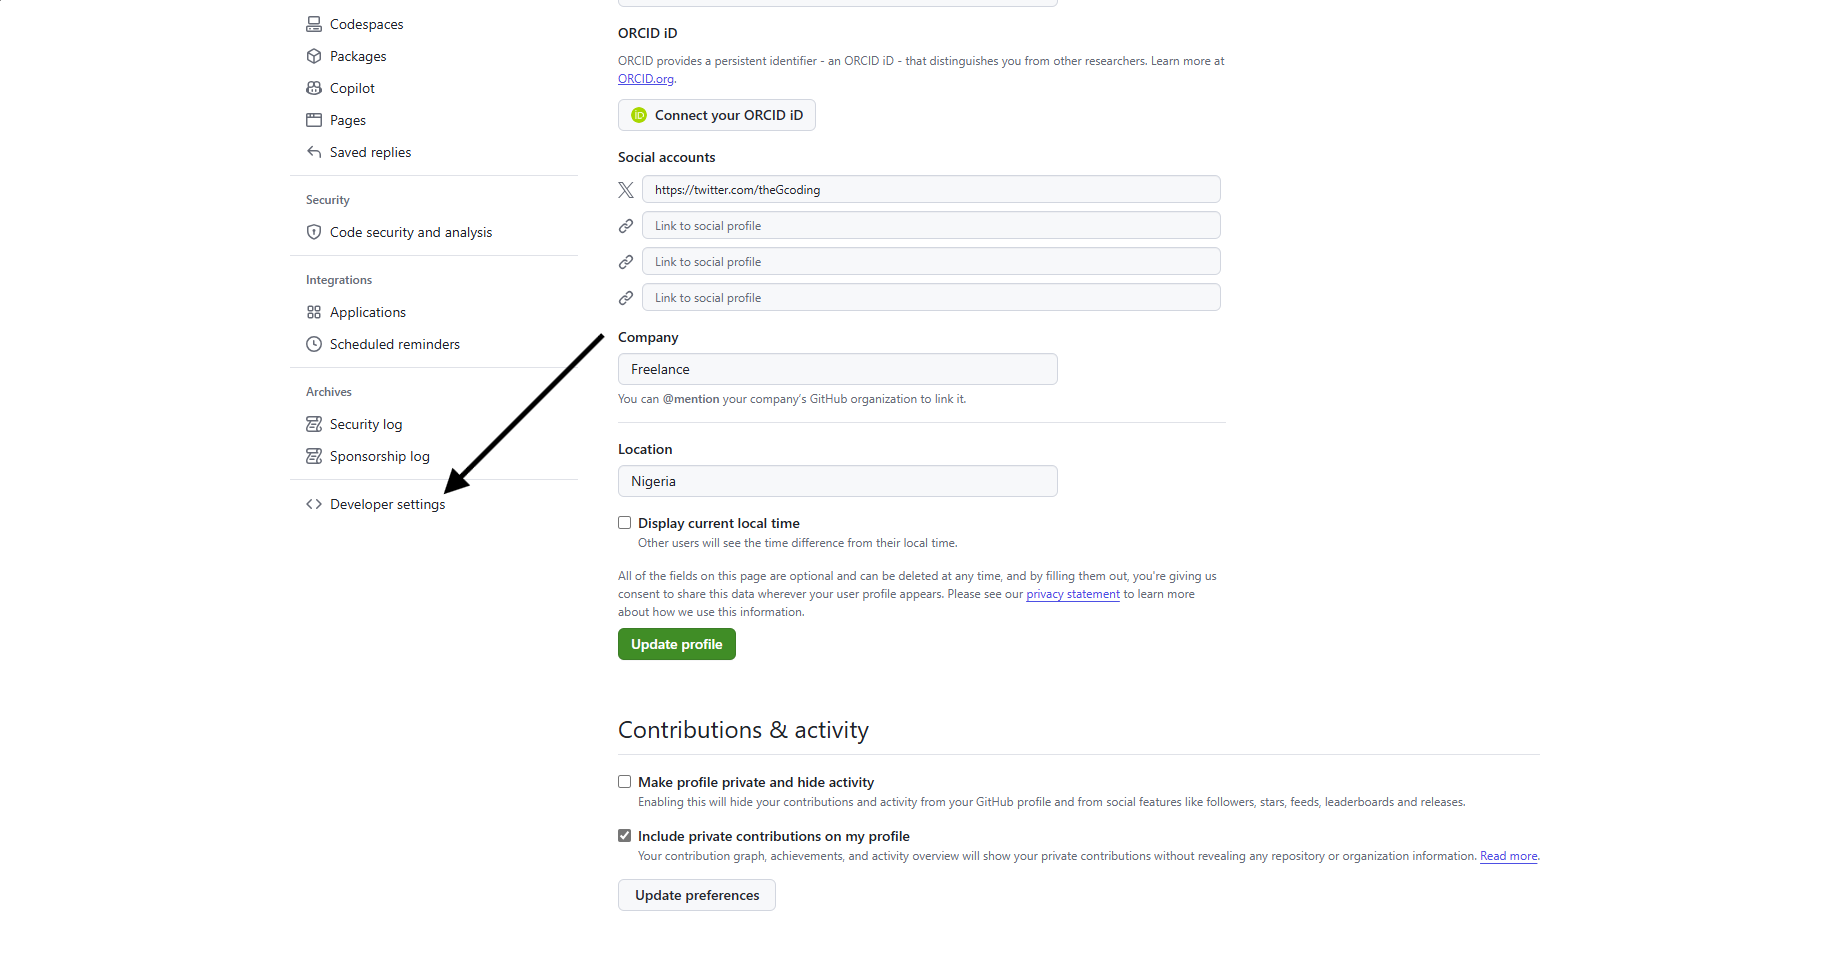 Codespaces
Packages
Copilot
Pages
Saved replies
Security
Code security and analysis
Integrations
Applications
Scheduled reminders
Archives
Security log
Sponsorship log
Developer settings
ORCID iD
ORCID provides a persistent identifier - an ORCID iD - that distinguishes you from other researchers. Learn more at
ORCID.org.
iD Connect your ORCID iD
Social accounts
https://twitter.com/theGcoding
Link to social profile
Link to social profile
Link to social profile
Company
Freelance
You can @mention your company's GitHub organization to link it.
Location
Nigeria
Display current local time
Other users will see the time difference from their local time.
All of the fields on this page are optional and can be deleted at any time, and by filling them out, you're giving us
consent to share this data wherever your user profile appears. Please see our privacy statement to learn more
about how we use this information.
Update profile
Contributions & activity
Make profile private and hide activity
Enabling this will hide your contributions and activity from your GitHub profile and from social features like followers, stars, feeds, leaderboards and releases.
Include private contributions on my profile
Your contribution graph, achievements, and activity overview will show your private contributions without revealing any repository or organization information. Read more.
Update preferences